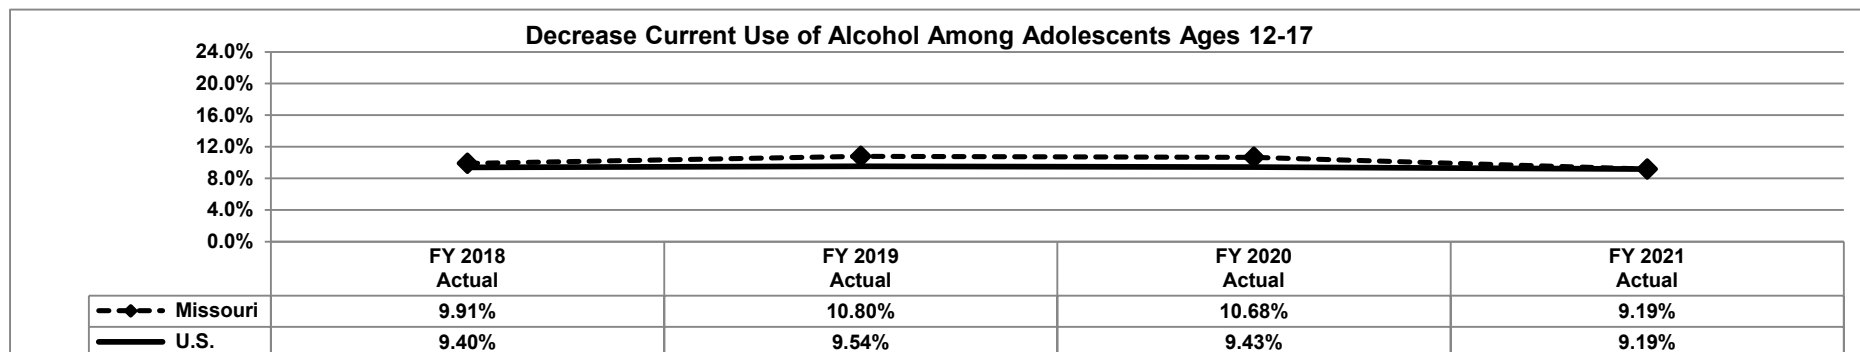 Decrease Current Use of Alcohol Among Adolescents Ages 12-17
24.0%
20.0%
16.0%
12.0%
8.0%
4.0%
0.0%
FY 2018 FY 2019 FY 2020 FY 2021
Actual Actual Actual Actual
Missouri 9.91% 10.80% 10.68% 9.19%
U.S. 9.40% 9.54% 9.43% 9.19%